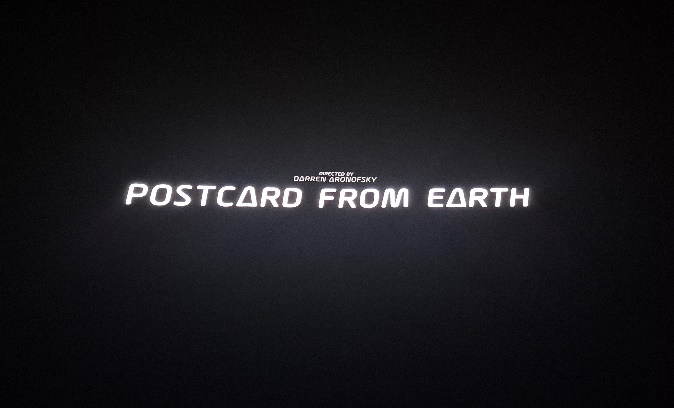 DIRECTED BY
DARREN ARONOFSKY
POSTCARD FROM EARTH